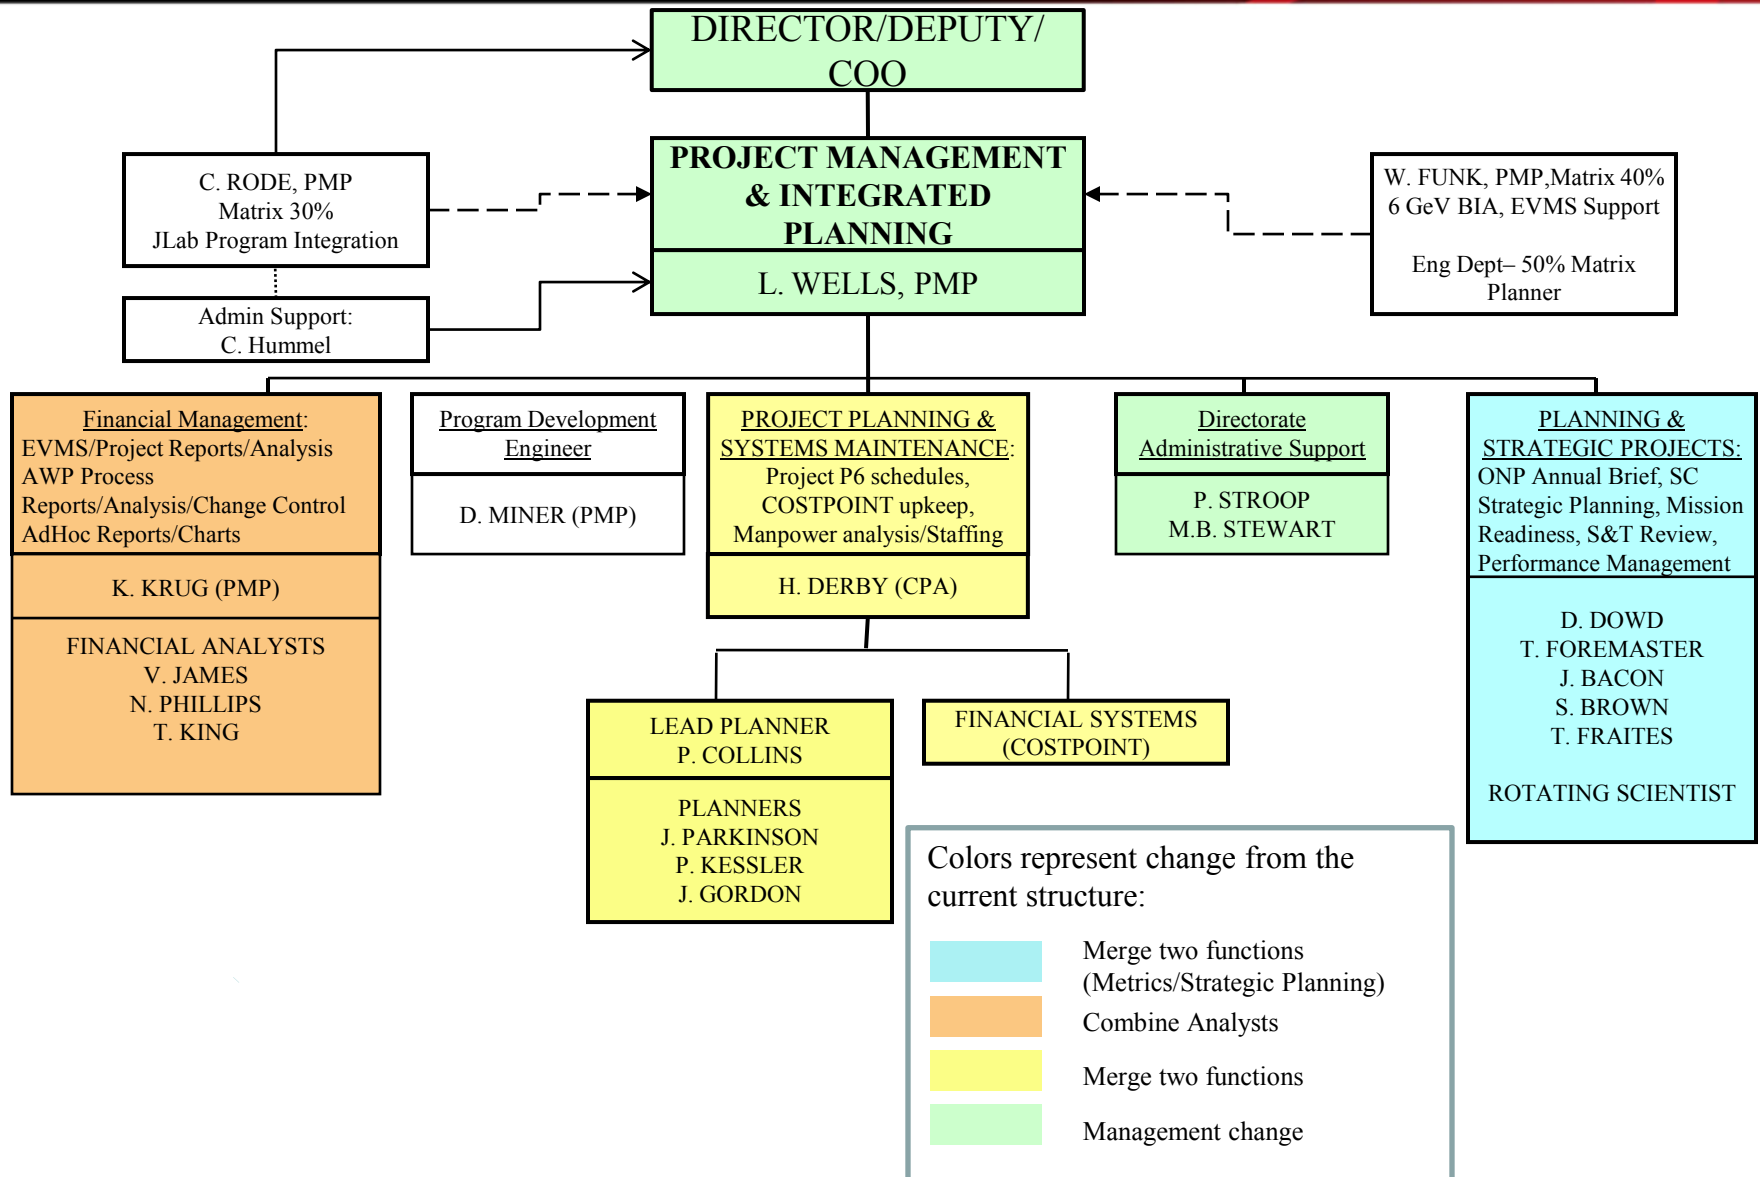 DIRECTOR/DEPUTY/
COO
PROJECT MANAGEMENT
& INTEGRATED
PLANNING
L. WELLS, PMP
C. RODE, PMP
Matrix 30%
JLab Program Integration
Admin Support:
C. Hummel
W. FUNK, PMP,Matrix 40%
6 GeV BIA, EVMS Support
Eng Dept– 50% Matrix
Planner
Financial Management:
EVMS/Project Reports/Analysis
AWP Process
Reports/Analysis/Change Control
AdHoc Reports/Charts
K. KRUG (PMP)
FINANCIAL ANALYSTS
V. JAMES
N. PHILLIPS
T. KING
Program Development
Engineer
D. MINER (PMP)
PROJECT PLANNING &
SYSTEMS MAINTENANCE:
Project P6 schedules,
COSTPOINT upkeep,
Manpower analysis/Staffing
H. DERBY (CPA)
LEAD PLANNER
P. COLLINS
PLANNERS
J. PARKINSON
P. KESSLER
J. GORDON
FINANCIAL SYSTEMS
(COSTPOINT)
Directorate
Administrative Support
P. STROOP
M.B. STEWART
PLANNING &
STRATEGIC PROJECTS:
ONP Annual Brief, SC
Strategic Planning, Mission
Readiness, S&T Review,
Performance Management
D. DOWD
T. FOREMASTER
J. BACON
S. BROWN
T. FRAITES
ROTATING SCIENTIST
Colors represent change from the
current structure:
Merge two functions
(Metrics/Strategic Planning)
Combine Analysts
Merge two functions
Management change